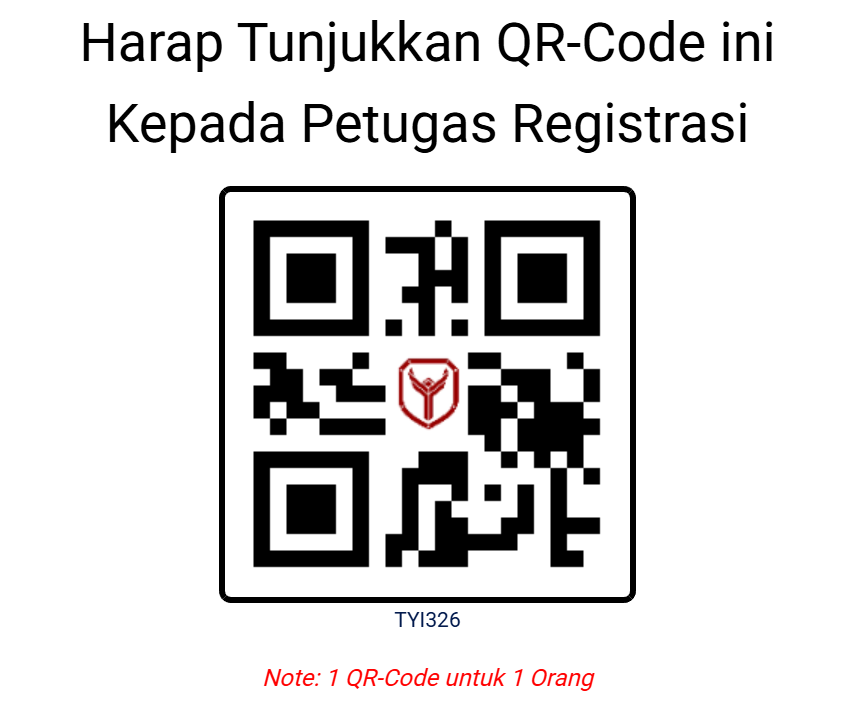 Harap Tunjukkan QR-Code ini
Kepada Petugas Registrasi
TYI326
Note: 1 QR-Code untuk 1 Orang